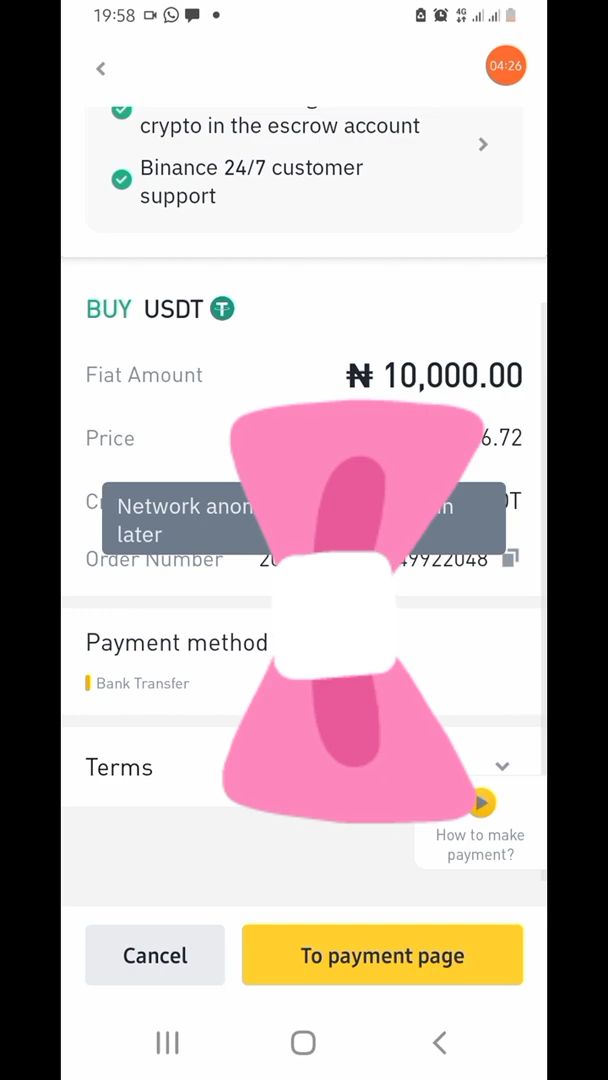 19:58
4G
04:26
crypto in the escrow account
Binance 24/7 customer
support
BUY USDT
Fiat Amount
₦ 10,000.00
Price
6.72
Network
later
Order Number
49922048
Payment method
Bank Transfer
Terms
How to make
payment?
Cancel
To payment page